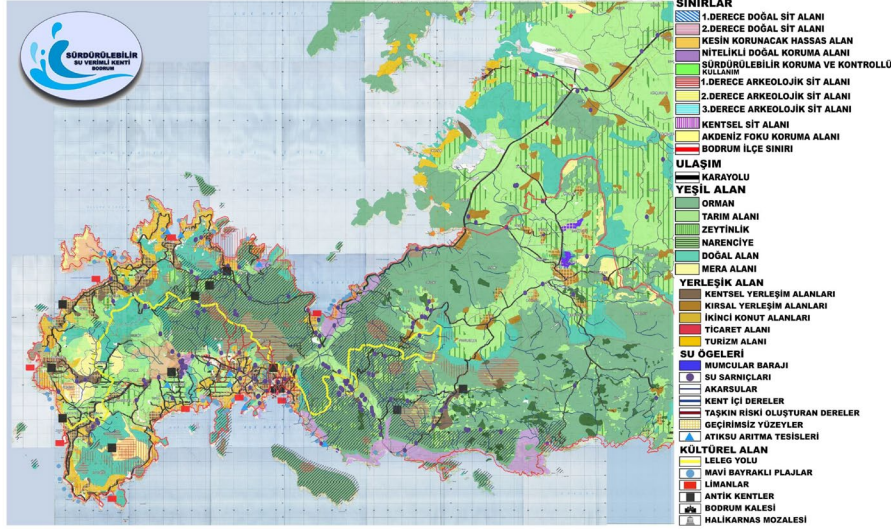 SÜRDÜRÜLEBİLİR
SU VERİMLİ KENTİ
BODRUM
SINIRLAR
1.DERECE DOĞAL SİT ALANI
2.DERECE DOĞAL SİT ALANI
KESİN KORUNACAK HASSAS ALAN
NİTELİKLİ DOĞAL KORUMA ALANI
SÜRDÜRÜLEBİLİR KORUMA VE KONTROLLÜ
KULLANIM
1.DERECE ARKEOLOJİK SİT ALANI
2.DERECE ARKEOLOJİK SİT ALANI
3.DERECE ARKEOLOJİK SİT ALANI
KENTSEL SİT ALANI
AKDENİZ FOKU KORUMA ALANI
BODRUM İLÇE SINIRI
ULAŞIM
KARAYOLU
YEŞİL ALAN
ORMAN
TARIM ALANI
ZEYTİNLİK
NARENCİYE
DOĞAL ALAN
MERA ALANI
YERLEŞİK ALAN
KENTSEL YERLEŞİM ALANLARI
KIRSAL YERLEŞİM ALANLARI
İKİNCİ KONUT ALANLARI
TİCARET ALANI
TURİZM ALANI
SU ÖGELERİ
MUMCULAR BARAJI
SU SARNIÇLARI
AKARSULAR
KENT İÇİ DERELER
TAŞKIN RİSKİ OLUŞTURAN DERELER
GEÇİRİMSİZ YÜZEYLER
ATIKSU ARITMA TESİSLERİ
KÜLTÜREL ALAN
LELEG YOLU
MAVİ BAYRAKLI PLAJLAR
LİMANLAR
ANTİK KENTLER
BODRUM KALESİ
HALİKARNAS MOZALESİ